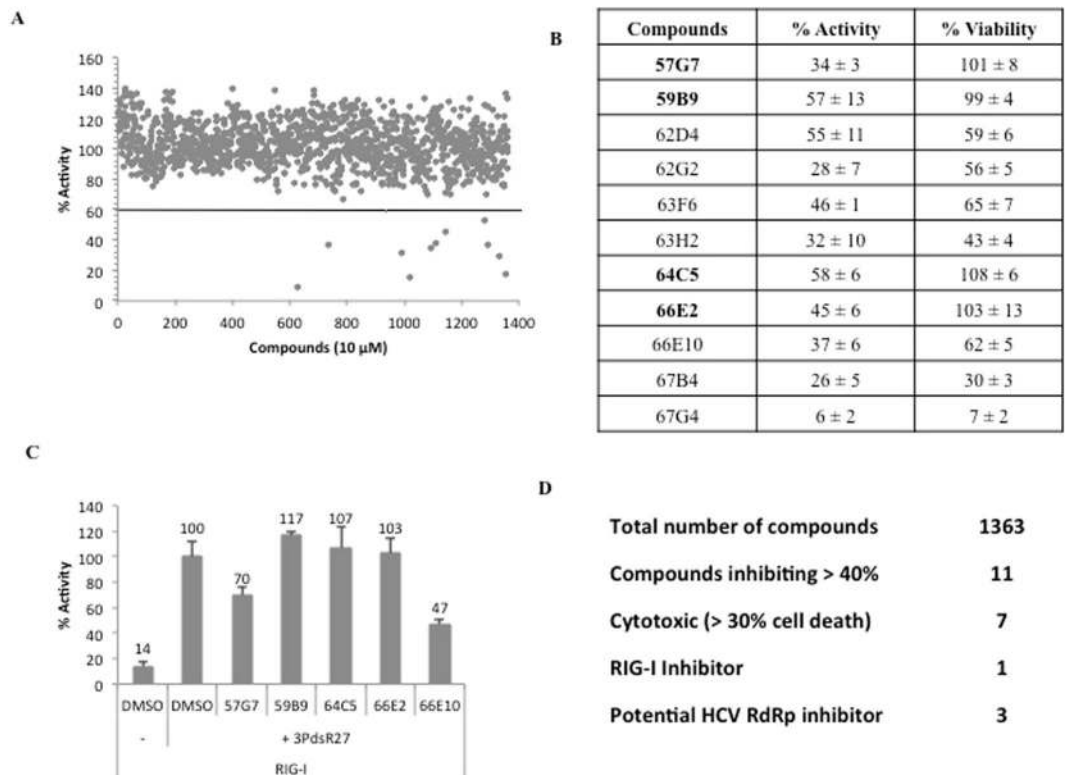 A
160
140
120
100
80
60
40
20
0
% Activity
0 200 400 600 800 1000 1200 1400
Compounds (10 μM)
B
Compounds % Activity % Viability
57G7 34 ± 3 101 ± 8
59B9 57 ± 13 99 ± 4
62D4 55 ± 11 59 ± 6
62G2 28 ± 7 56 ± 5
63F6 46 ± 1 65 ± 7
63H2 32 ± 10 43 ± 4
64C5 58 ± 6 108 ± 6
66E2 45 ± 6 103 ± 13
66E10 37 ± 6 62 ± 5
67B4 26 ± 5 30 ± 3
67G4 6 ± 2 7 ± 2
C
140
120
100
80
60
40
20
0
% Activity
14 100 70 117 107 103 47
DMSO DMSO 57G7 59B9 64C5 66E2 66E10
- + 3PdsR27
RIG-I
D
Total number of compounds 1363
Compounds inhibiting > 40% 11
Cytotoxic (> 30% cell death) 7
RIG-I Inhibitor 1
Potential HCV RdRp inhibitor 3